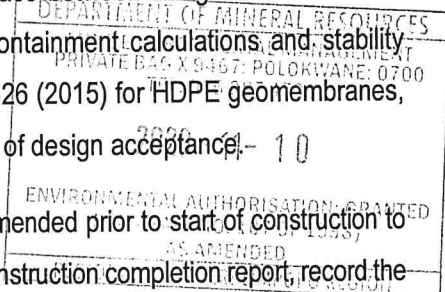 DEPARTMENT OF MINERAL RESOURCES
ontainment calculations and stability
PRIVATE BAG X 9467: POLOKWANE: 0700
26 (2015) for HDPE geomembranes,
of design acceptance.
- 10
ENVIRONMENTAL AUTHORISATION: GRANTED
mended prior to start of construction to
AS AMENDED
nstruction completion report, record the